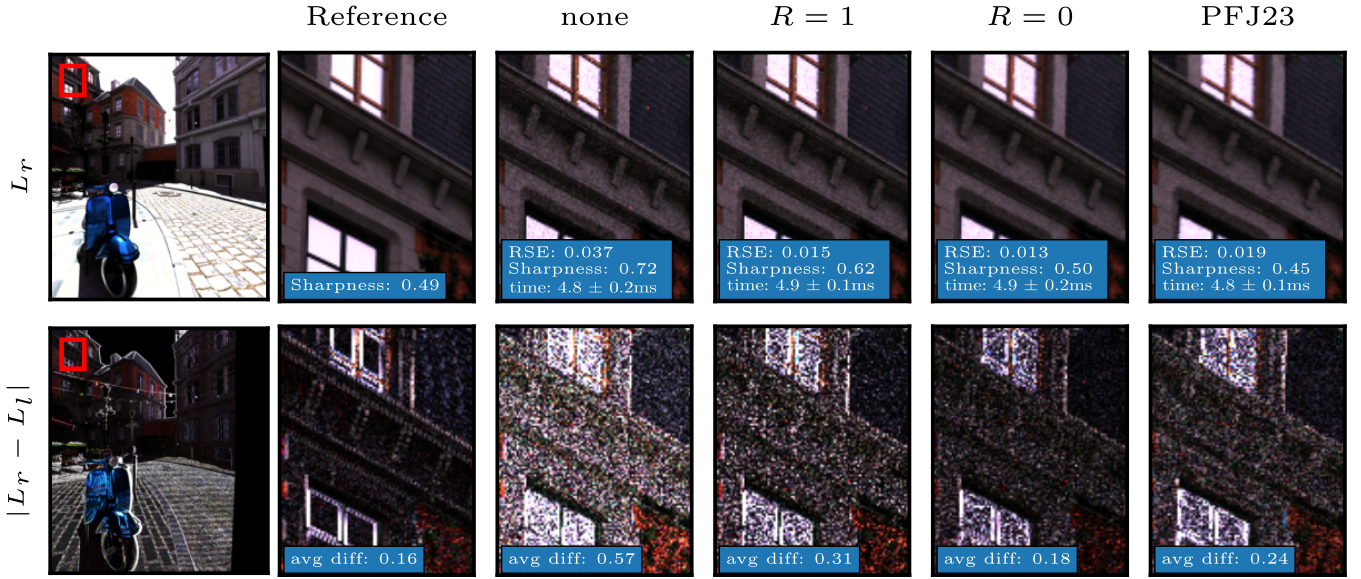 Reference
none
R = 1
R = 0
PFJ23
L_r
Sharpness: 0.49
RSE: 0.037
Sharpness: 0.72
time: 4.8 ± 0.2ms
RSE: 0.015
Sharpness: 0.62
time: 4.9 ± 0.1ms
RSE: 0.013
Sharpness: 0.50
time: 4.9 ± 0.2ms
RSE: 0.019
Sharpness: 0.45
time: 4.8 ± 0.1ms
|L_r − L_l|
avg diff: 0.16
avg diff: 0.57
avg diff: 0.31
avg diff: 0.18
avg diff: 0.24